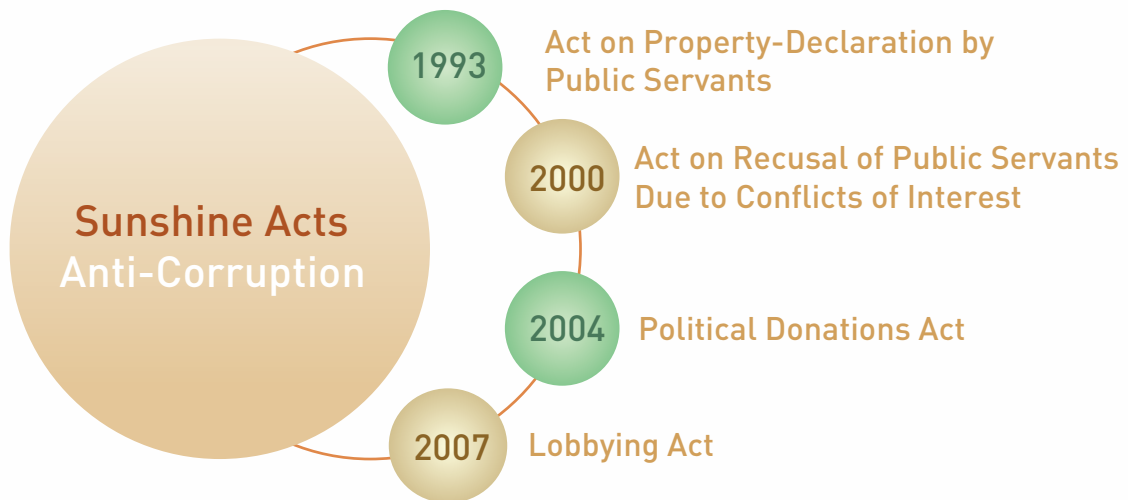 Sunshine Acts
Anti-Corruption
1993
Act on Property-Declaration by
Public Servants
2000
Act on Recusal of Public Servants
Due to Conflicts of Interest
2004
Political Donations Act
2007
Lobbying Act